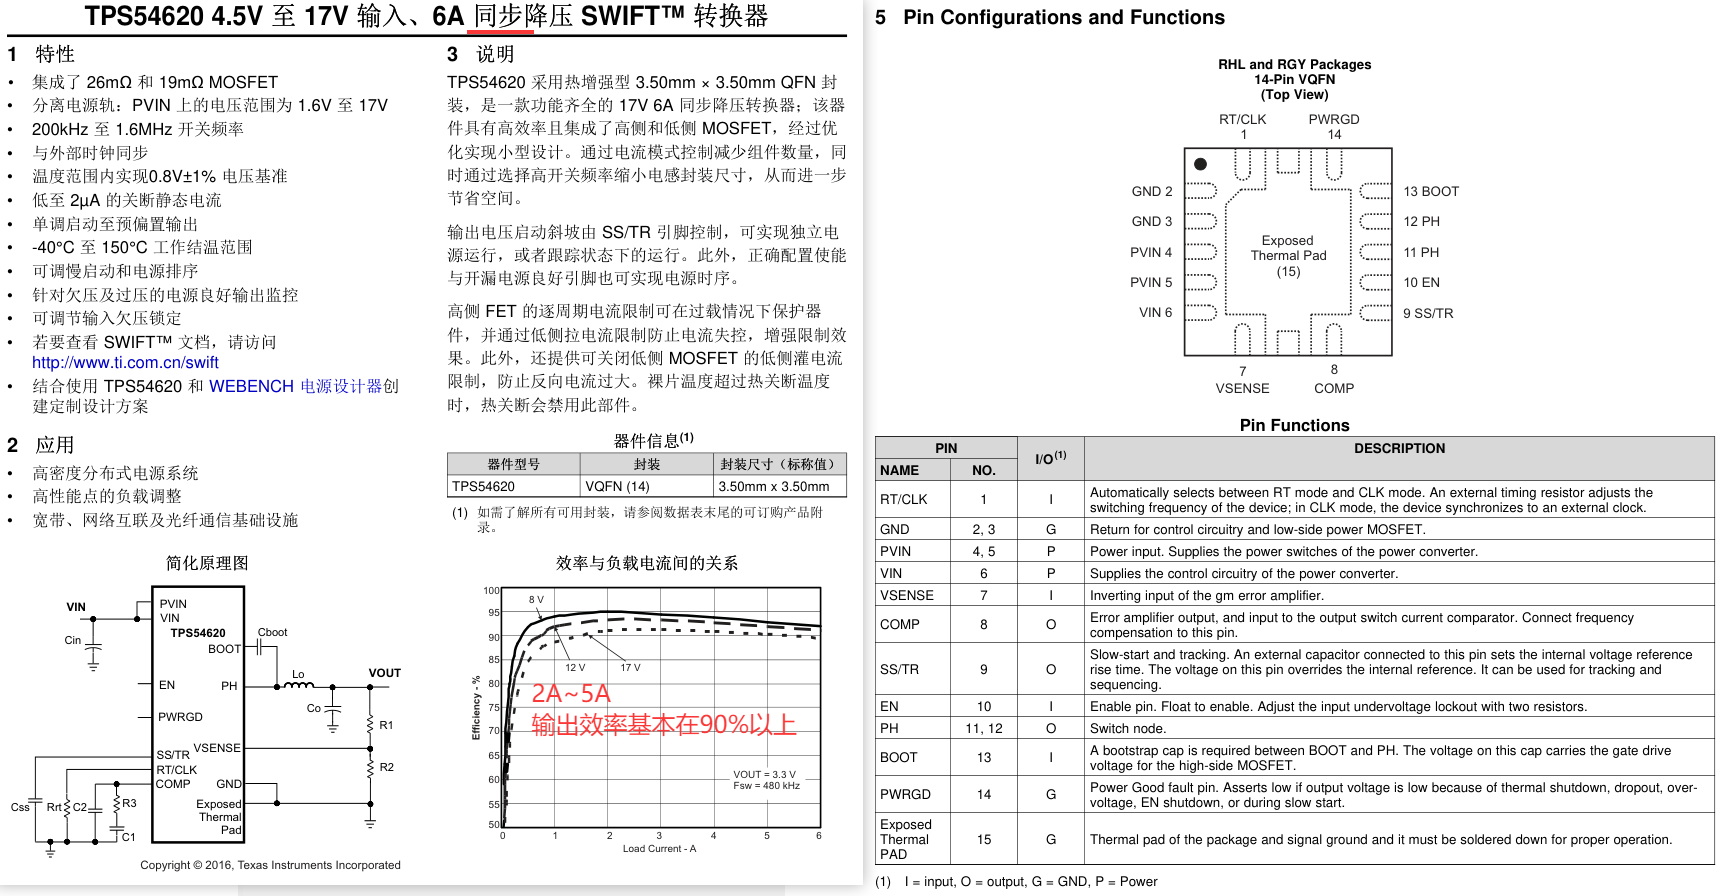 TPS54620 4.5V 至 17V 输入、6A 同步降压 SWIFT™ 转换器
1 特性
• 集成了 26mΩ 和 19mΩ MOSFET
• 分离电源轨：PVIN 上的电压范围为 1.6V 至 17V
• 200kHz 至 1.6MHz 开关频率
• 与外部时钟同步
• 温度范围内实现0.8V±1% 电压基准
• 低至 2µA 的关断静态电流
• 单调启动至预偏置输出
• -40°C 至 150°C 工作结温范围
• 可调慢启动和电源排序
• 针对欠压及过压的电源良好输出监控
• 可调节输入欠压锁定
• 若要查看 SWIFT™ 文档，请访问
http://www.ti.com.cn/swift
• 结合使用 TPS54620 和 WEBENCH 电源设计器创
建定制设计方案
2 应用
• 高密度分布式电源系统
• 高性能点的负载调整
• 宽带、网络互联及光纤通信基础设施
简化原理图
VIN
PVIN
VIN
TPS54620
Cin
Cboot
BOOT
VOUT
Lo
EN
PH
Co
PWRGD
R1
VSENSE
SS/TR
RT/CLK
R2
COMP
GND
Css
Rrt
C2
R3
Exposed
Thermal
Pad
C1
Copyright © 2016, Texas Instruments Incorporated
3 说明
TPS54620 采用热增强型 3.50mm × 3.50mm QFN 封
装，是一款功能齐全的 17V 6A 同步降压转换器；该器
件具有高效率且集成了高侧和低侧 MOSFET，经过优
化实现小型设计。通过电流模式控制减少组件数量，同
时通过选择高开关频率缩小电感封装尺寸，从而进一步
节省空间。
输出电压启动斜坡由 SS/TR 引脚控制，可实现独立电
源运行，或者跟踪状态下的运行。此外，正确配置使能
与开漏电源良好引脚也可实现电源时序。
高侧 FET 的逐周期电流限制可在过载情况下保护器
件，并通过低侧拉电流限制防止电流失控，增强限制效
果。此外，还提供可关闭低侧 MOSFET 的低侧灌电流
限制，防止反向电流过大。裸片温度超过热关断温度
时，热关断会禁用此部件。
器件信息(1)
器件型号 封装 封装尺寸（标称值）
TPS54620 VQFN (14) 3.50mm x 3.50mm
(1) 如需了解所有可用封装，请参阅数据表末尾的可订购产品附
录。
效率与负载电流间的关系
100
95
90
85
80
75
70
65
60
55
50
Efficiency - %
8 V
12 V
17 V
2A~5A
输出效率基本在90%以上
VOUT = 3.3 V
Fsw = 480 kHz
0 1 2 3 4 5 6
Load Current - A
5 Pin Configurations and Functions
RHL and RGY Packages
14-Pin VQFN
(Top View)
RT/CLK PWRGD
1 14
GND 2
GND 3
PVIN 4
PVIN 5
VIN 6
Exposed
Thermal Pad
(15)
13 BOOT
12 PH
11 PH
10 EN
9 SS/TR
7 8
VSENSE COMP
Pin Functions
PIN I/O(1) DESCRIPTION
NAME NO.
RT/CLK 1 I Automatically selects between RT mode and CLK mode. An external timing resistor adjusts the
switching frequency of the device; in CLK mode, the device synchronizes to an external clock.
GND 2, 3 G Return for control circuitry and low-side power MOSFET.
PVIN 4, 5 P Power input. Supplies the power switches of the power converter.
VIN 6 P Supplies the control circuitry of the power converter.
VSENSE 7 I Inverting input of the gm error amplifier.
COMP 8 O Error amplifier output, and input to the output switch current comparator. Connect frequency
compensation to this pin.
SS/TR 9 O Slow-start and tracking. An external capacitor connected to this pin sets the internal voltage reference
rise time. The voltage on this pin overrides the internal reference. It can be used for tracking and
sequencing.
EN 10 I Enable pin. Float to enable. Adjust the input undervoltage lockout with two resistors.
PH 11, 12 O Switch node.
BOOT 13 I A bootstrap cap is required between BOOT and PH. The voltage on this cap carries the gate drive
voltage for the high-side MOSFET.
PWRGD 14 G Power Good fault pin. Asserts low if output voltage is low because of thermal shutdown, dropout, over-
voltage, EN shutdown, or during slow start.
Exposed
Thermal
PAD 15 G Thermal pad of the package and signal ground and it must be soldered down for proper operation.
(1) I = input, O = output, G = GND, P = Power